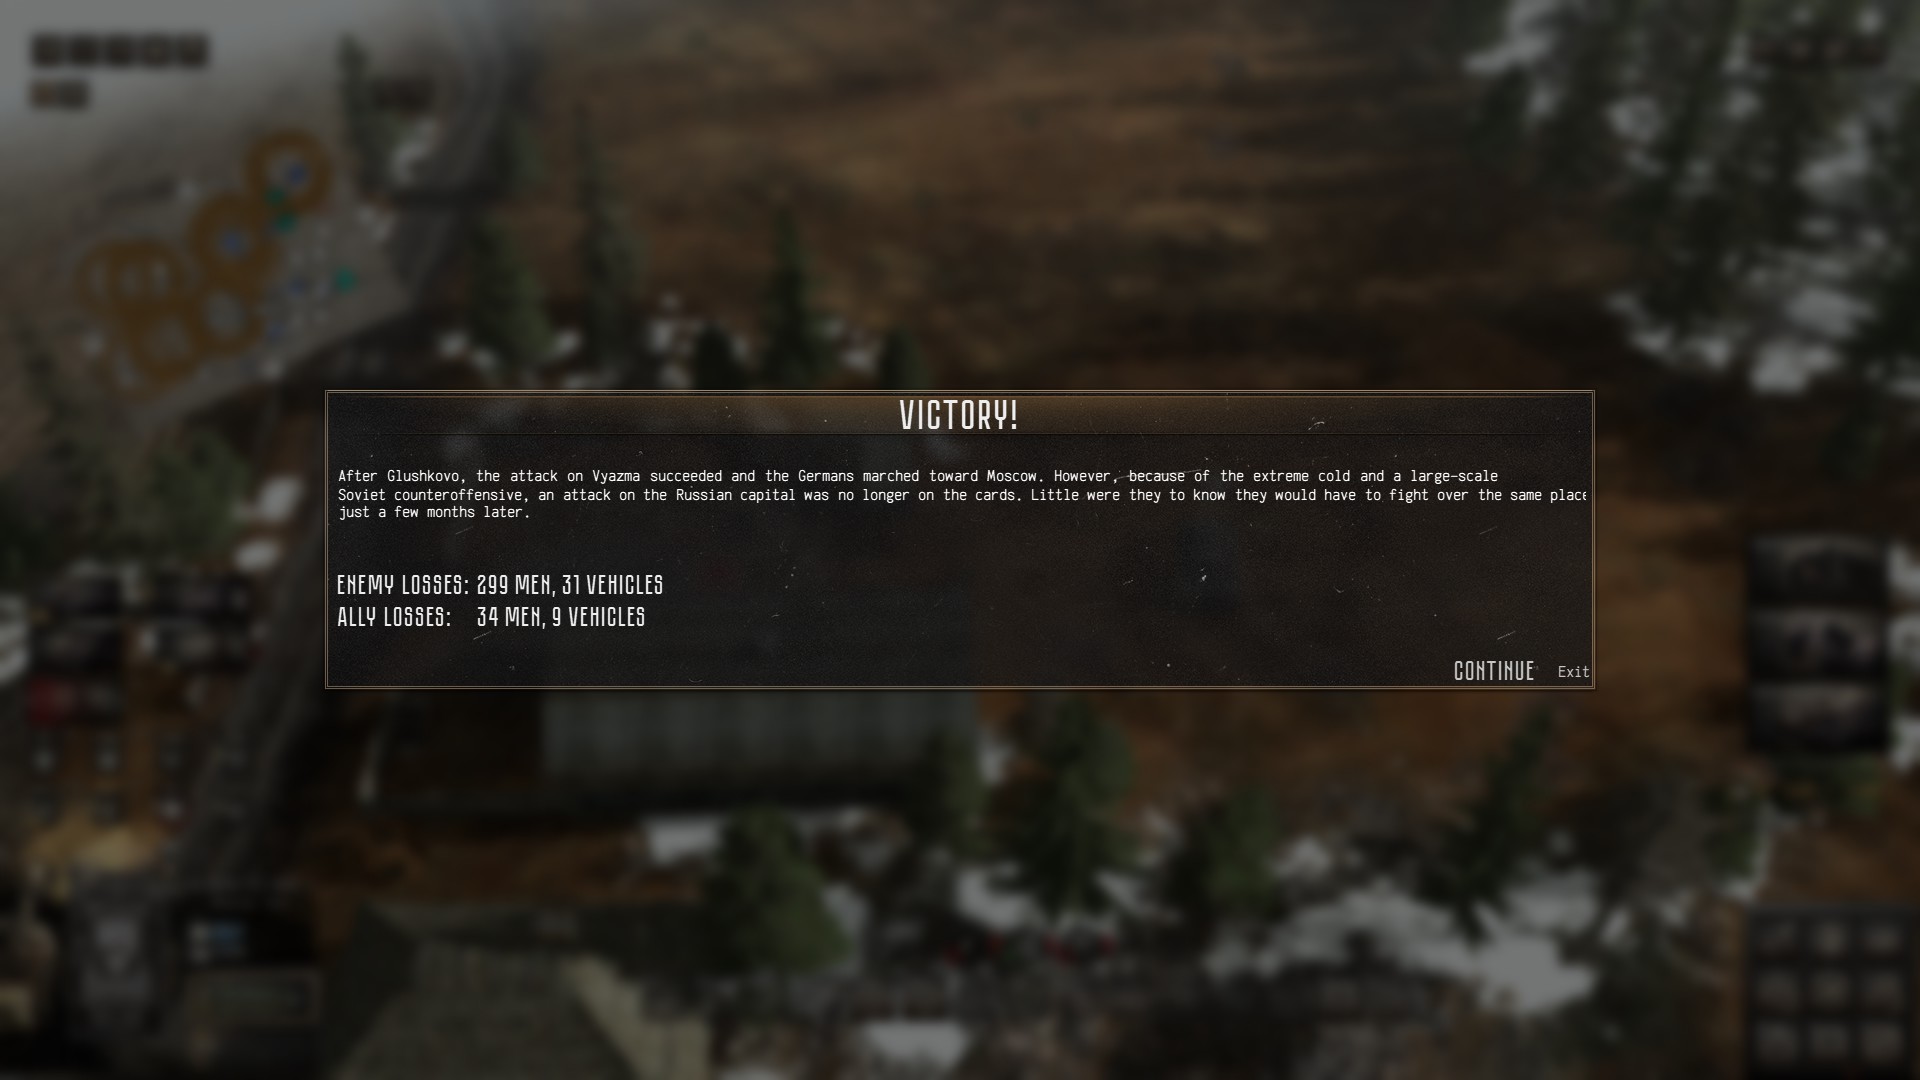 VICTORY!
After Glushkovo, the attack on Vyazma succeeded and the Germans marched toward Moscow. However, because of the extreme cold and a large-scale
Soviet counteroffensive, an attack on the Russian capital was no longer on the cards. Little were they to know they would have to fight over the same place
just a few months later.
ENEMY LOSSES: 299 MEN, 31 VEHICLES
ALLY LOSSES: 34 MEN, 9 VEHICLES
CONTINUE Exit